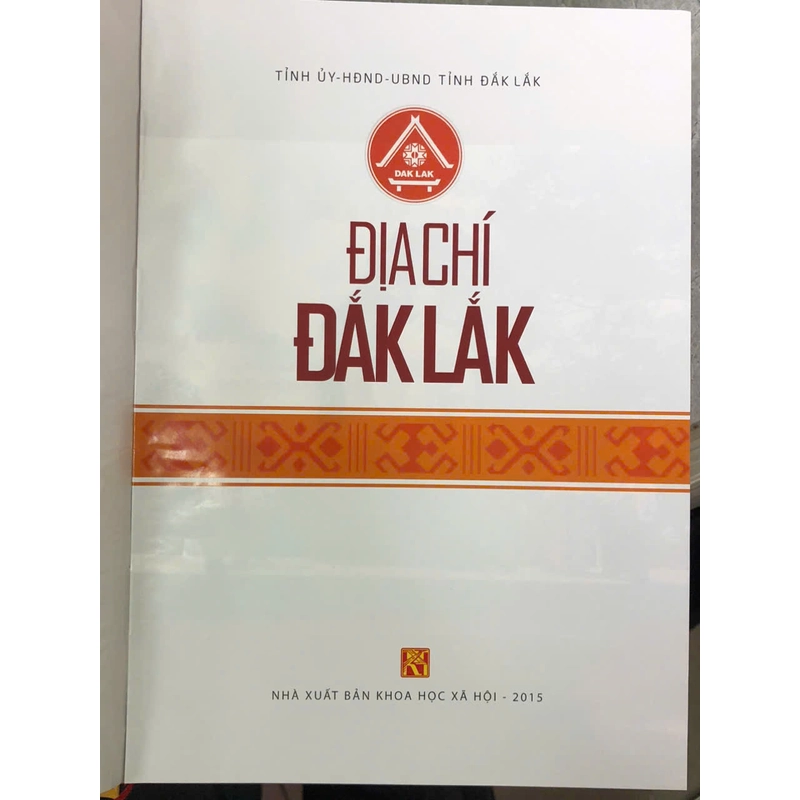 TỈNH ỦY-HĐND-UBND TỈNH ĐẮK LẮK
DAK LAK
ĐỊA CHÍ
ĐẮK LẮK
NHÀ XUẤT BẢN KHOA HỌC XÃ HỘI - 2015